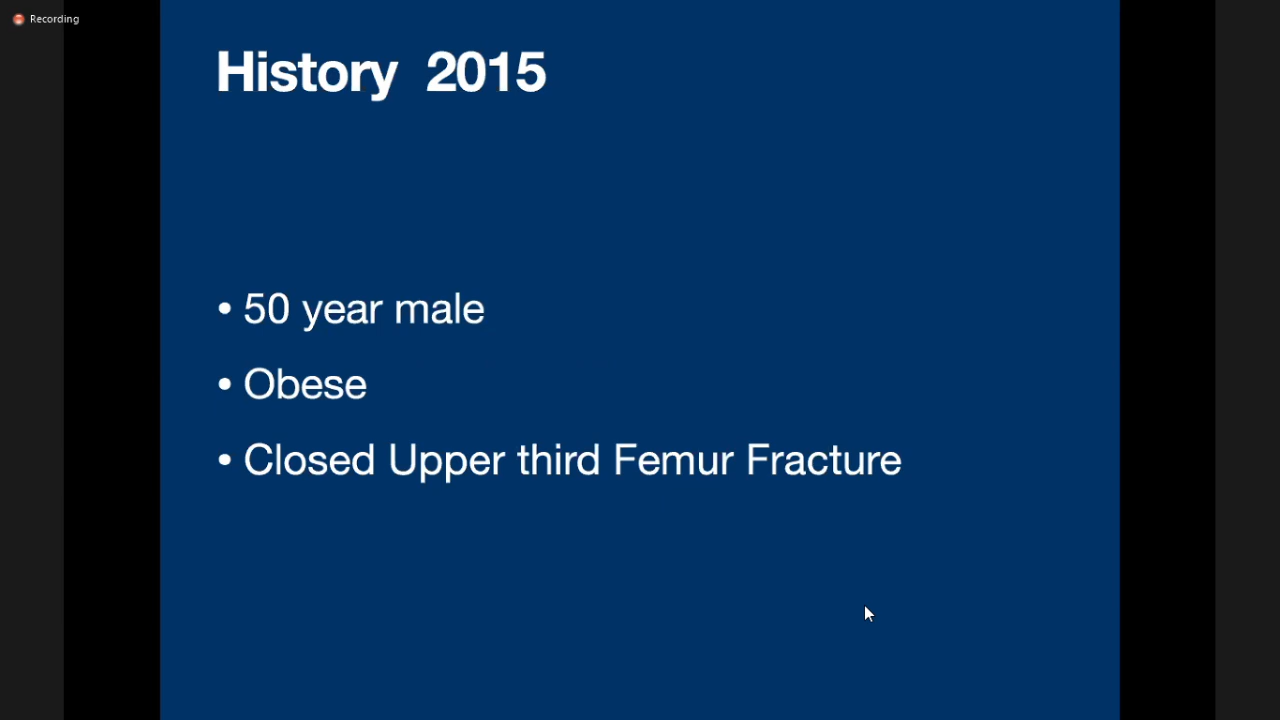 Recording
History 2015
• 50 year male
• Obese
• Closed Upper third Femur Fracture